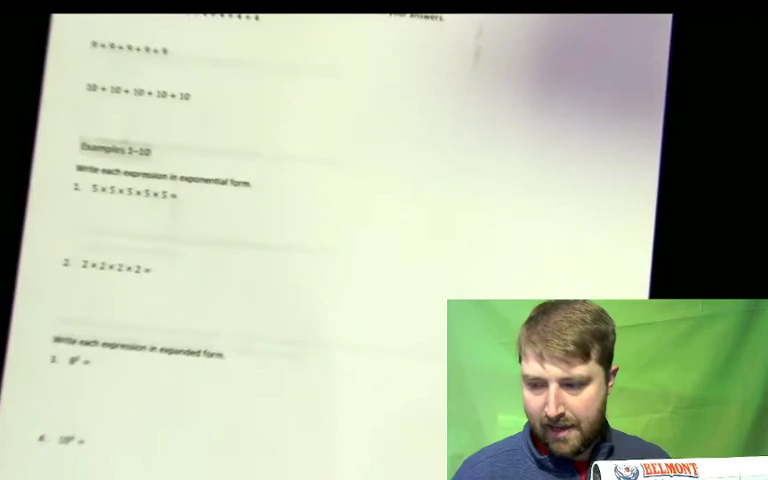 9 + 9 + 9 + 9 + 9
10 + 10 + 10 + 10 + 10
Examples 1–10
Write each expression in exponential form.
1. 5 × 5 × 5 × 5 × 5 =
2. 2 × 2 × 2 × 2 =
Write each expression in expanded form.
3. 8³ =
4. 10⁶ =
BELMONT